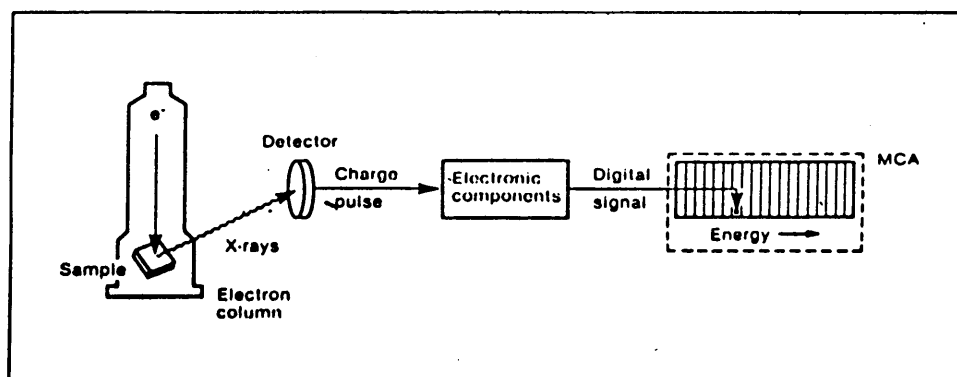 e⁻
Detector
MCA
Charge
pulse
Electronic
components
Digital
signal
Energy
X-rays
Sample
Electron
column